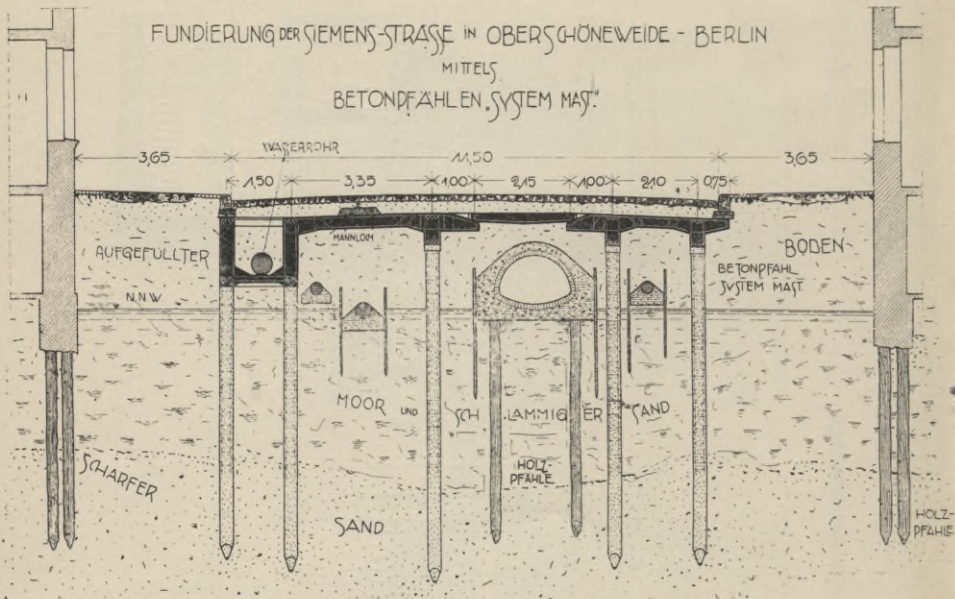 FUNDIERUNG DER SIEMENS-STRASSE IN OBERSCHÖNEWEIDE - BERLIN
MITTELS
BETONPFÄHLEN „SYSTEM MAST."
WASSERROHR
3,65 11,50 3,65
1,50 3,35 1,00 2,15 1,00 2,10 0,75
MANNLOCH
AUFGEFÜLLTER BODEN
BETONPFAHL
SYSTEM MAST
N.N.W
MOOR UND SCHLAMMIGER SAND
SCHARFER SAND
HOLZ-
PFÄHLE
HOLZ-
PFÄHLE